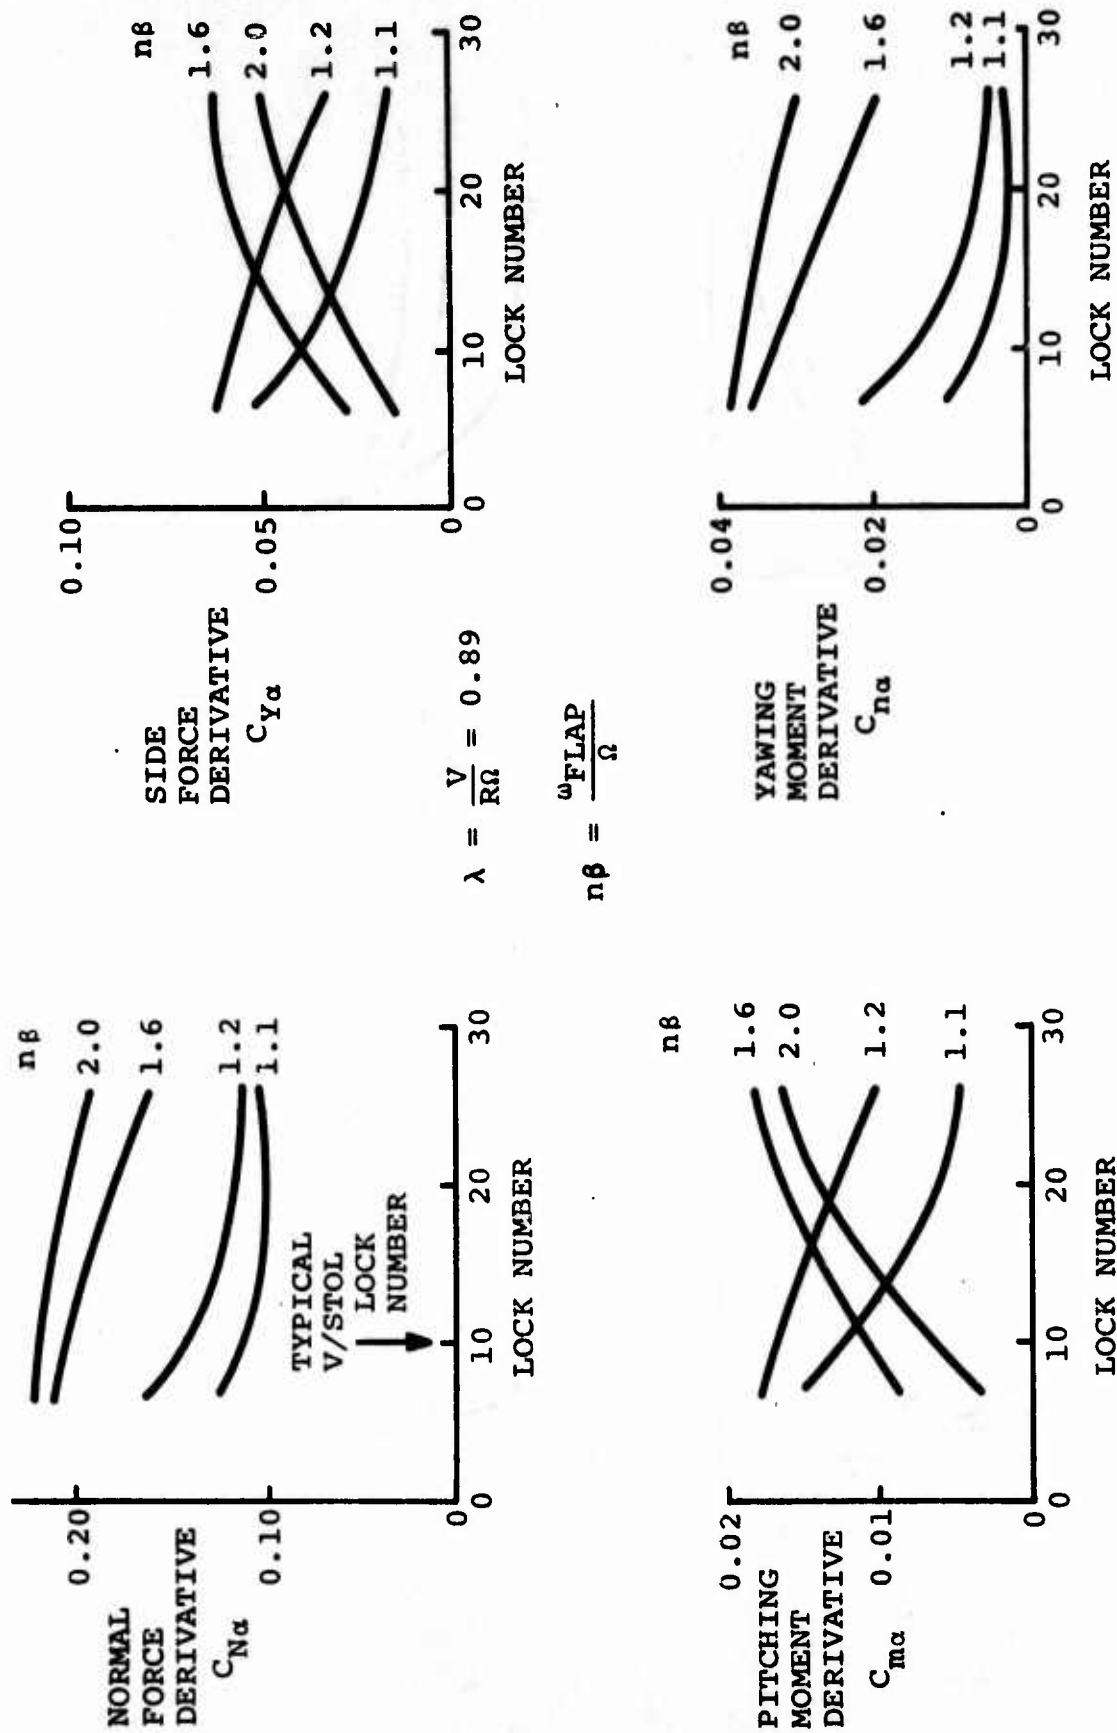 nβ
2.0
1.6
1.2
1.1
0.20
0.10
0
NORMAL
FORCE
DERIVATIVE
CNα
TYPICAL
V/STOL
LOCK
NUMBER
0
10
20
30
LOCK NUMBER
nβ
1.6
2.0
1.2
1.1
0.10
0.05
0
SIDE
FORCE
DERIVATIVE
CYα
0
10
20
30
LOCK NUMBER
λ = V/RΩ = 0.89
nβ = ωFLAP/Ω
nβ
1.6
2.0
1.2
1.1
0.02
0.01
0
PITCHING
MOMENT
DERIVATIVE
Cmα
0
10
20
30
LOCK NUMBER
nβ
2.0
1.6
1.2
1.1
0.04
0.02
0
YAWING
MOMENT
DERIVATIVE
Cnα
0
10
20
30
LOCK NUMBER